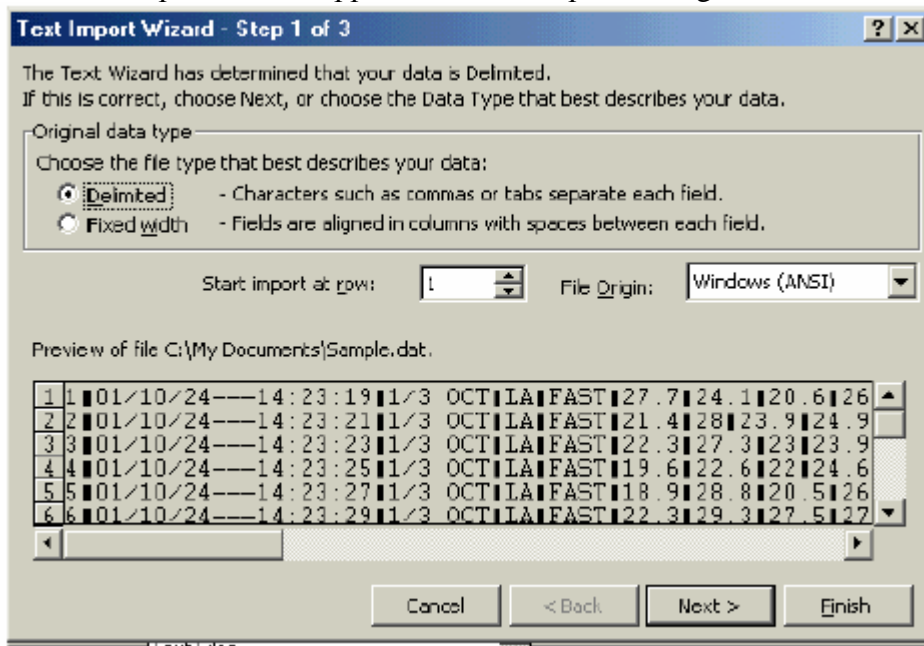 Text Import Wizard - Step 1 of 3
The Text Wizard has determined that your data is Delimited.
If this is correct, choose Next, or choose the Data Type that best describes your data.
Original data type
Choose the file type that best describes your data:
Delimited - Characters such as commas or tabs separate each field.
Fixed width - Fields are aligned in columns with spaces between each field.
Start import at row: 1 File Origin: Windows (ANSI)
Preview of file C:\My Documents\Sample.dat.
1 1▮01/10/24---14:23:19▮1/3 OCT▮LA▮FAST▮27.7▮24.1▮20.6▮26
2 2▮01/10/24---14:23:21▮1/3 OCT▮LA▮FAST▮21.4▮28▮23.9▮24.9
3 3▮01/10/24---14:23:23▮1/3 OCT▮LA▮FAST▮22.3▮27.3▮23▮23.9
4 4▮01/10/24---14:23:25▮1/3 OCT▮LA▮FAST▮19.6▮22.6▮22▮24.6
5 5▮01/10/24---14:23:27▮1/3 OCT▮LA▮FAST▮18.9▮28.8▮20.5▮26
6 6▮01/10/24---14:23:29▮1/3 OCT▮LA▮FAST▮22.3▮29.3▮27.5▮27
Cancel < Back Next > Finish